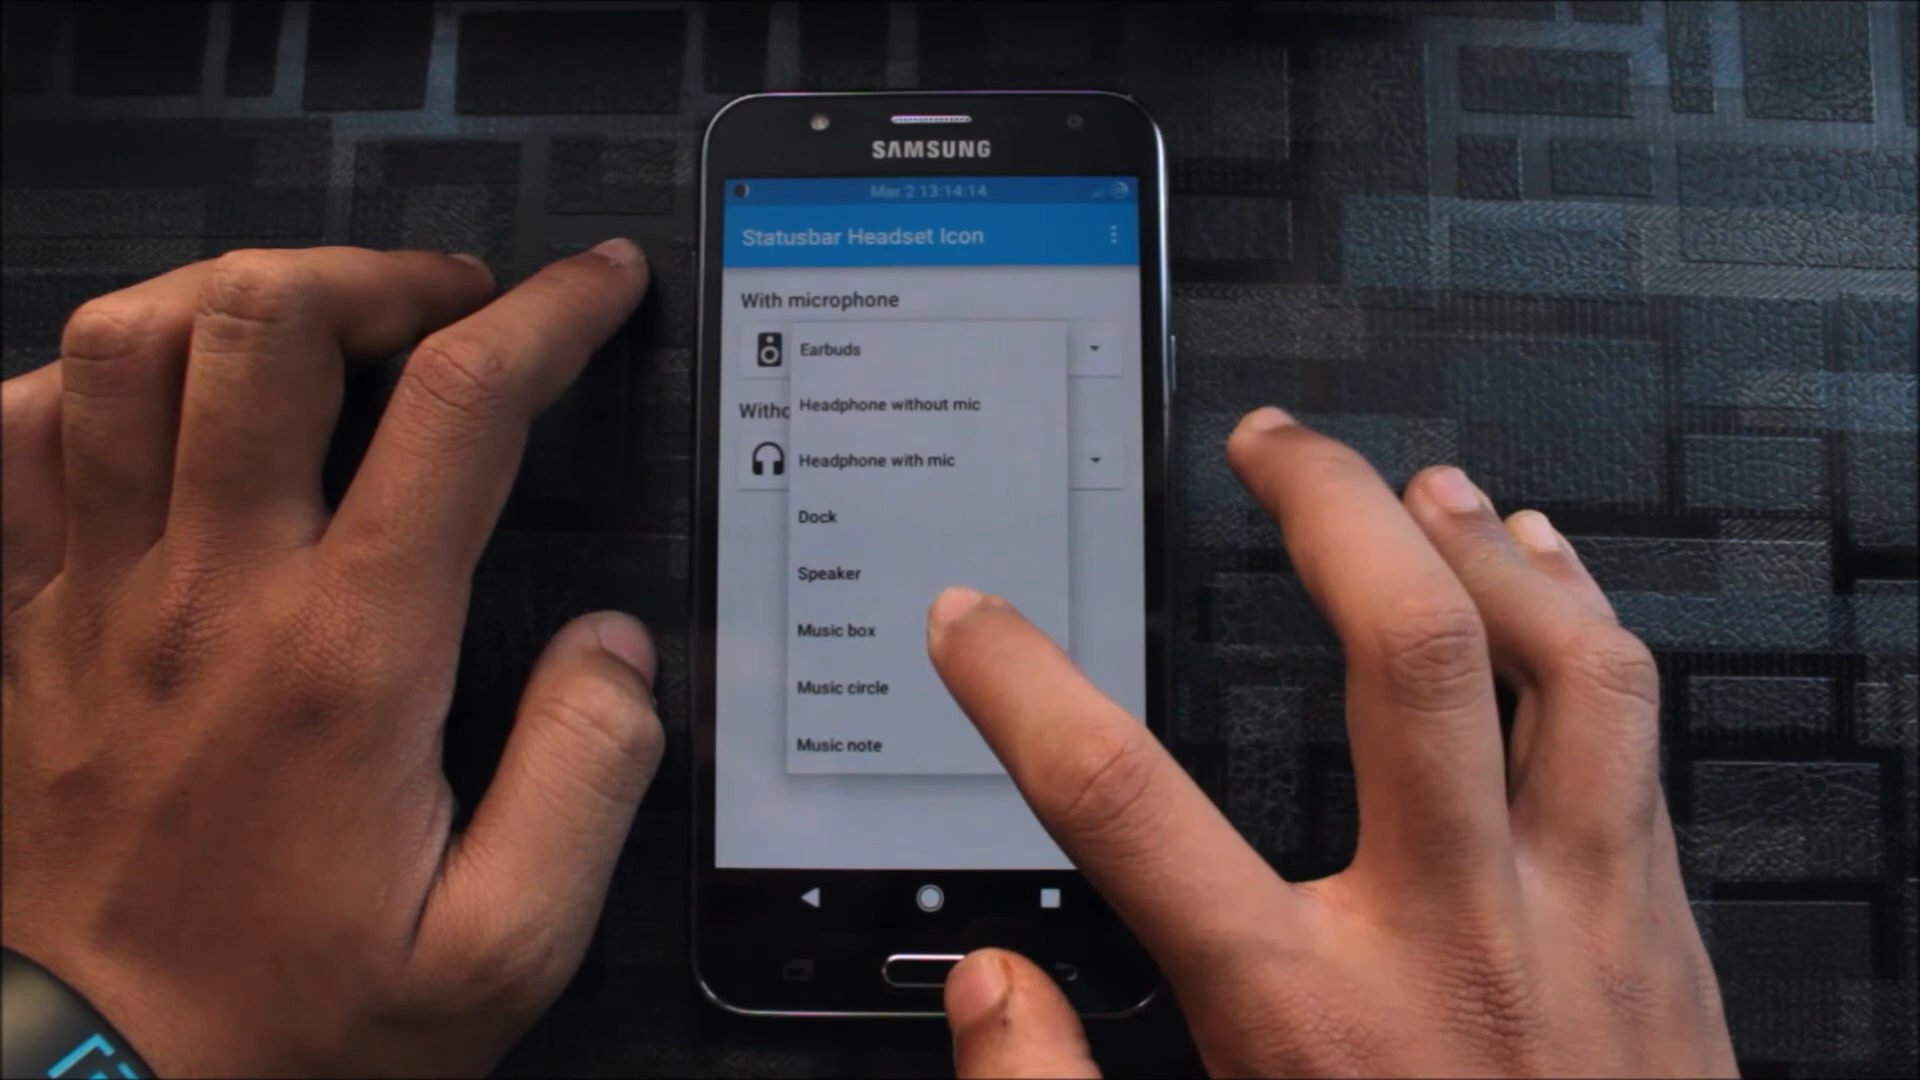 SAMSUNG
Mar 2.13:14:14
Statusbar Headset Icon
With microphone
Earbuds
Headphone without mic
Headphone with mic
Dock
Speaker
Music box
Music circle
Music note